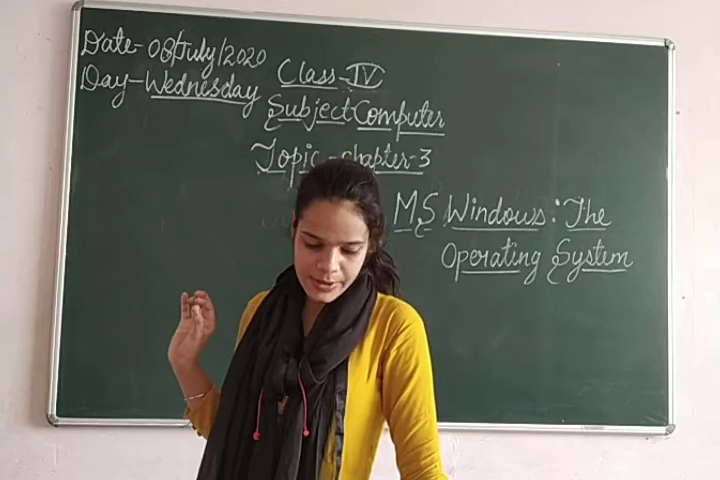 Date-08/July/2020
Day-Wednesday
Class-IV
Subject Computer
Topic-chapter-3
MS Windows: The
Operating System